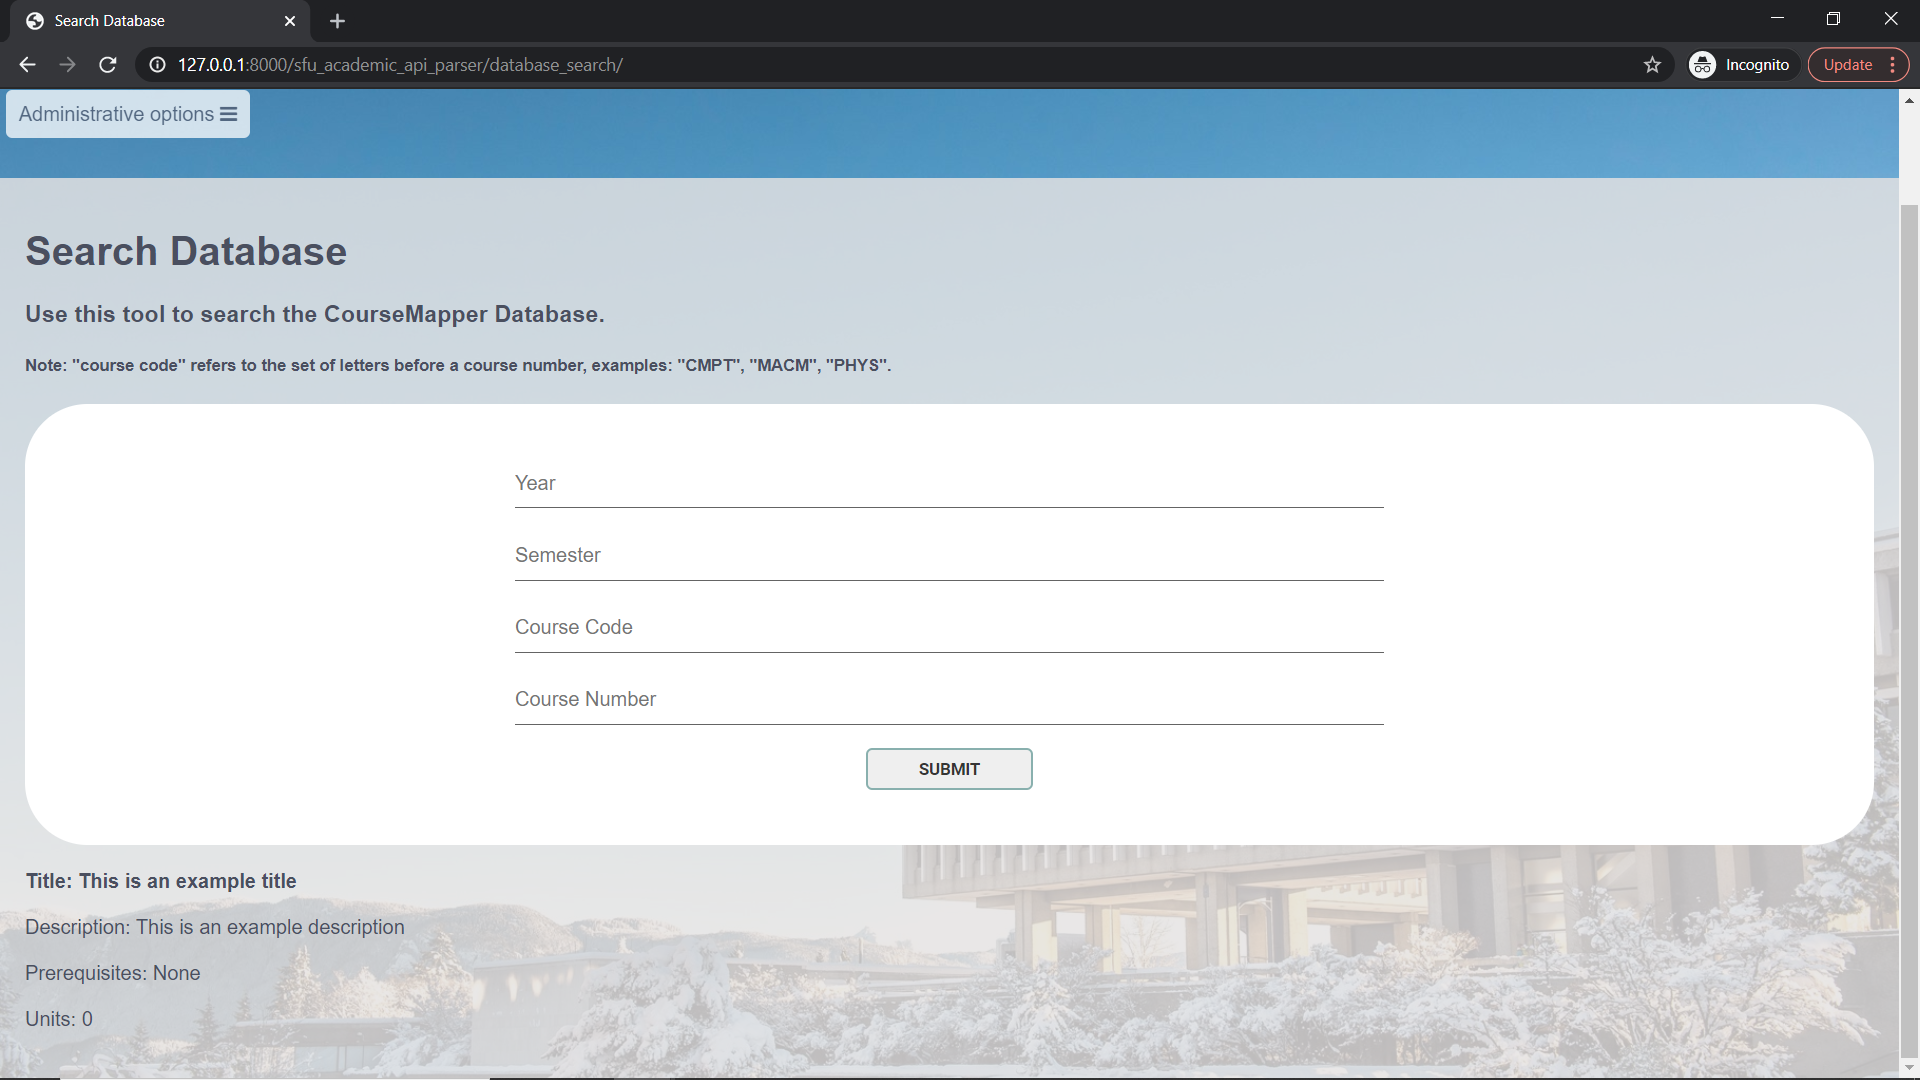 Search Database
127.0.0.1:8000/sfu_academic_api_parser/database_search/
Incognito
Update
Administrative options
Search Database
Use this tool to search the CourseMapper Database.
Note: "course code" refers to the set of letters before a course number, examples: "CMPT", "MACM", "PHYS".
Year
Semester
Course Code
Course Number
SUBMIT
Title: This is an example title
Description: This is an example description
Prerequisites: None
Units: 0